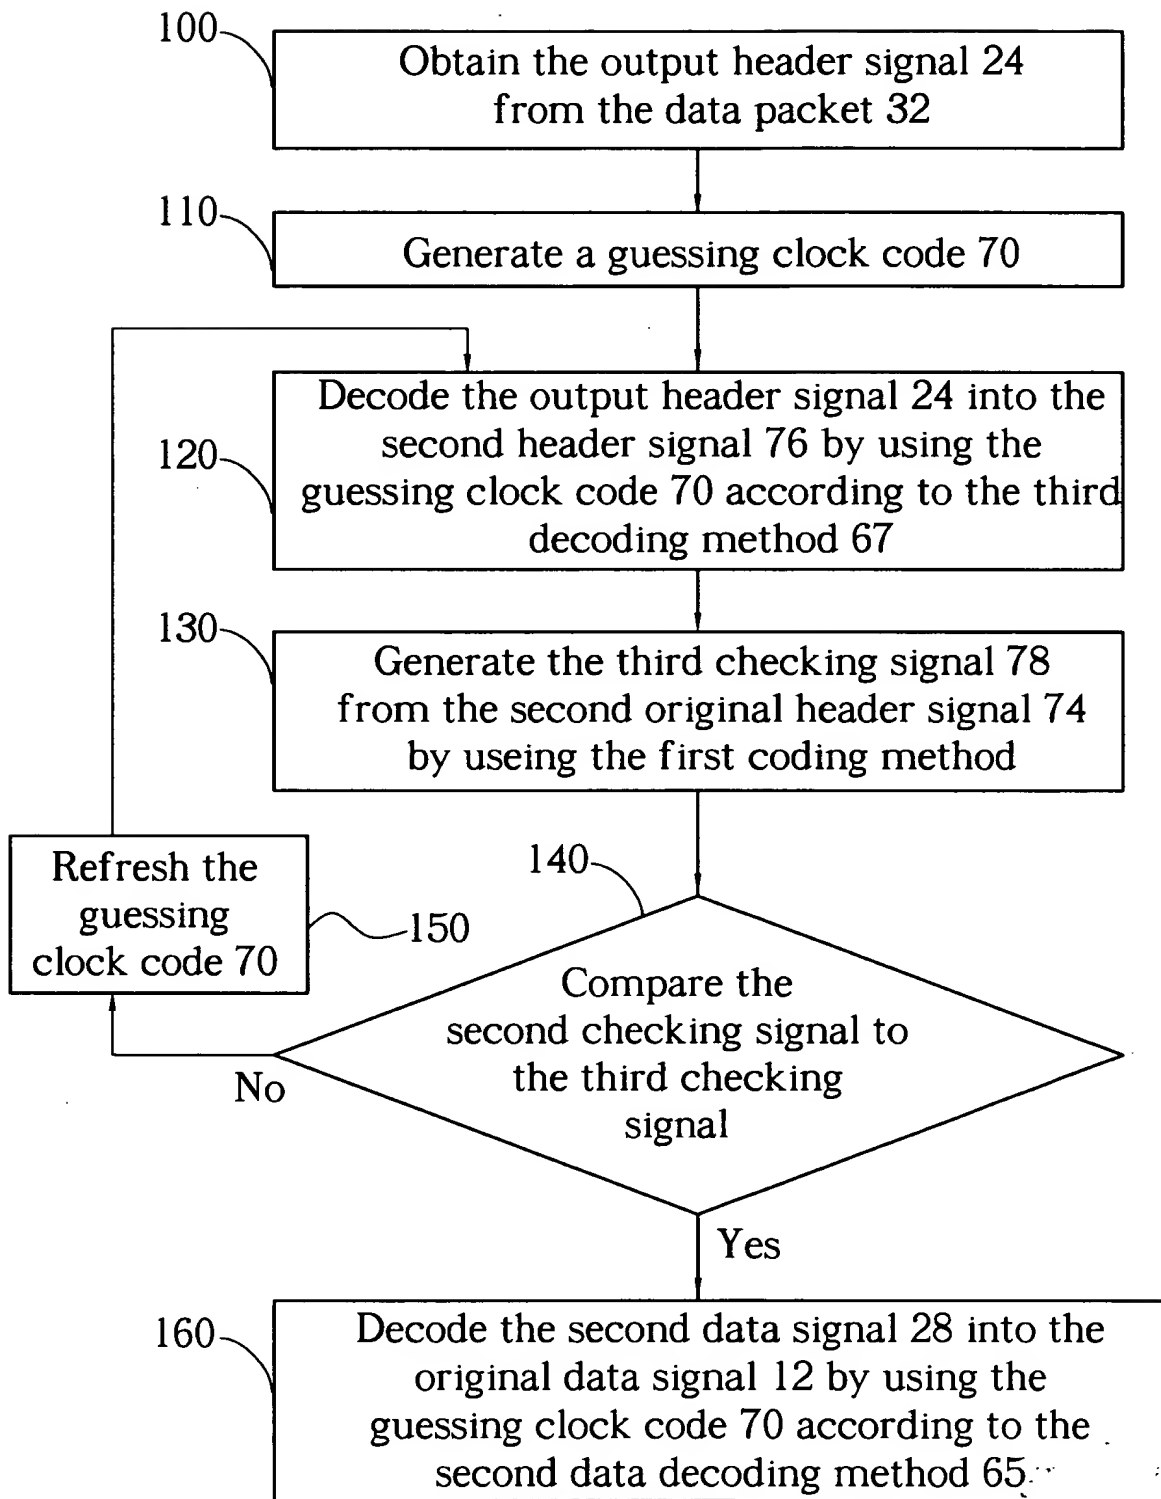 100
Obtain the output header signal 24
from the data packet 32
110
Generate a guessing clock code 70
120
Decode the output header signal 24 into the
second header signal 76 by using the
guessing clock code 70 according to the third
decoding method 67
130
Generate the third checking signal 78
from the second original header signal 74
by useing the first coding method
140
Compare the
second checking signal to
the third checking
signal
No
Refresh the
guessing
clock code 70
150
Yes
160
Decode the second data signal 28 into the
original data signal 12 by using the
guessing clock code 70 according to the
second data decoding method 65